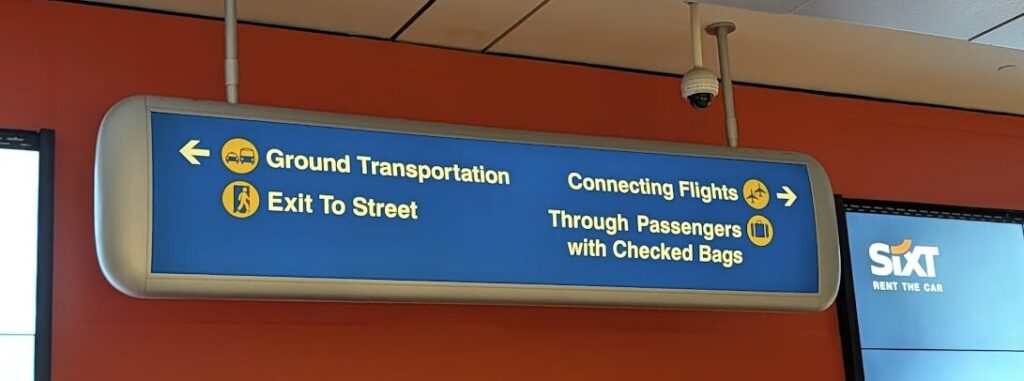 Ground Transportation
Exit To Street
Connecting Flights
Through Passengers
with Checked Bags
SIXT
RENT THE CAR